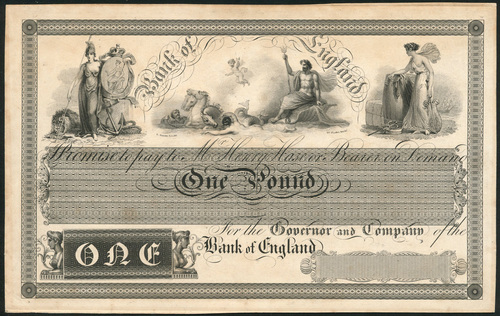 Bank of England
I Promise to pay to Mr. Henry Hase or Bearer on Demand
One Pound
For the Governor and Company of the
Bank of England
ONE